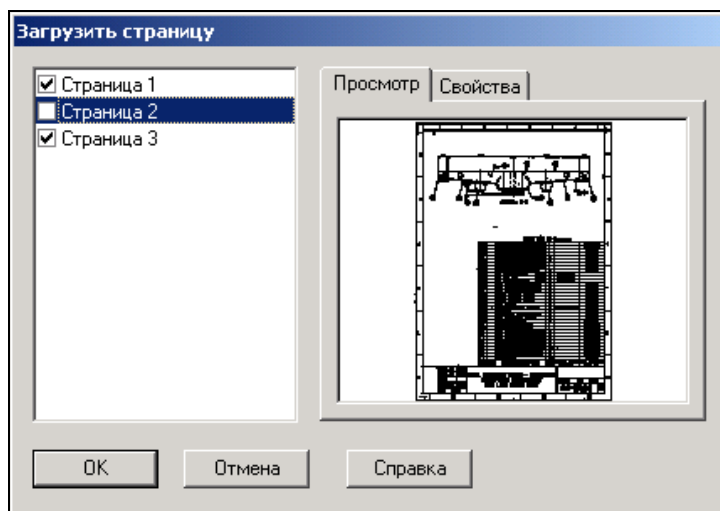 Загрузить страницу
Страница 1
Страница 2
Страница 3
Просмотр
Свойства
OK
Отмена
Справка